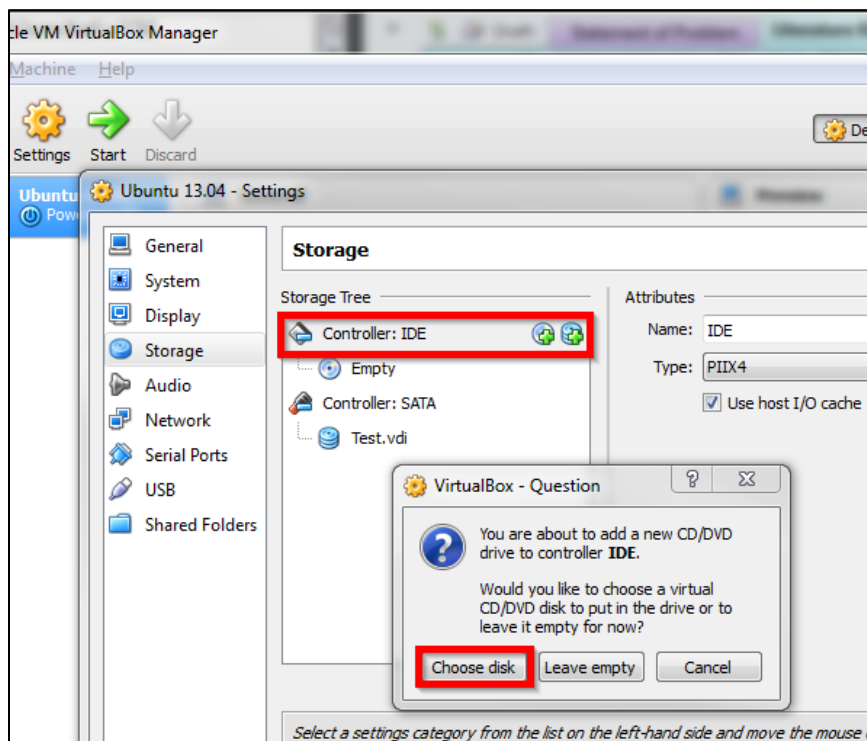 cle VM VirtualBox Manager
Machine Help
Settings Start Discard
De
Ubuntu
Pow
Ubuntu 13.04 - Settings
General
System
Display
Storage
Audio
Network
Serial Ports
USB
Shared Folders
Storage
Storage Tree
Controller: IDE
Empty
Controller: SATA
Test.vdi
Attributes
Name: IDE
Type: PIIX4
Use host I/O cache
VirtualBox - Question
You are about to add a new CD/DVD
drive to controller IDE.
Would you like to choose a virtual
CD/DVD disk to put in the drive or to
leave it empty for now?
Choose disk Leave empty Cancel
Select a settings category from the list on the left-hand side and move the mouse